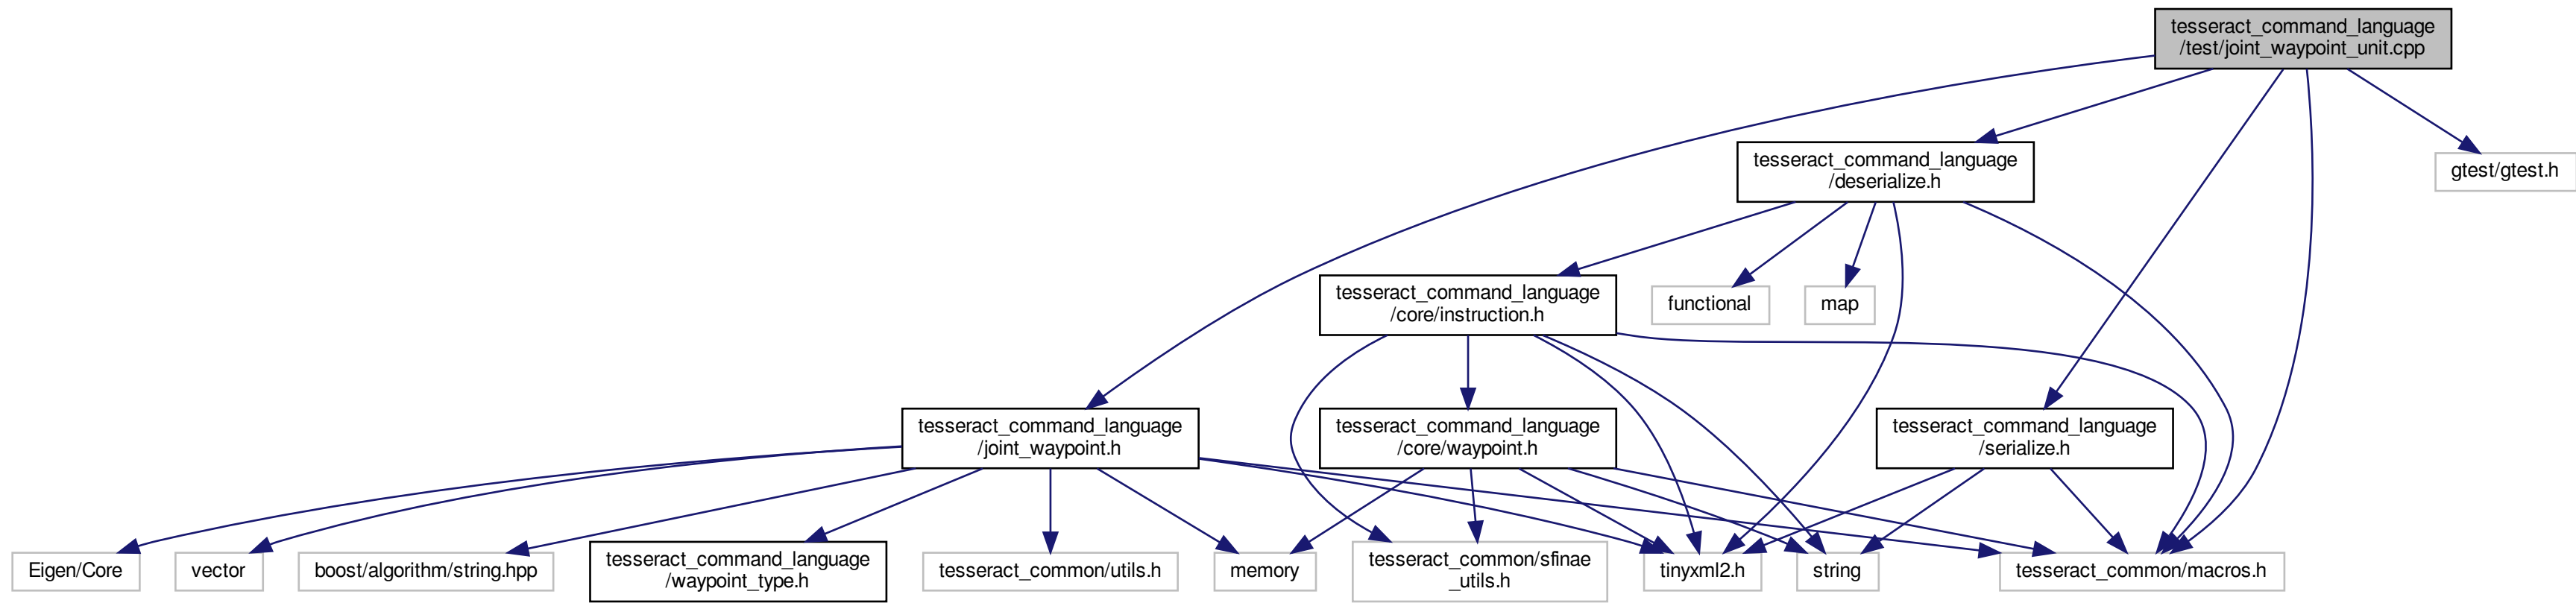 tesseract_command_language
/test/joint_waypoint_unit.cpp
tesseract_command_language
/deserialize.h
gtest/gtest.h
tesseract_command_language
/core/instruction.h
functional
map
tesseract_command_language
/joint_waypoint.h
tesseract_command_language
/core/waypoint.h
tesseract_command_language
/serialize.h
Eigen/Core
vector
boost/algorithm/string.hpp
tesseract_command_language
/waypoint_type.h
tesseract_common/utils.h
memory
tesseract_common/sfinae
_utils.h
tinyxml2.h
string
tesseract_common/macros.h